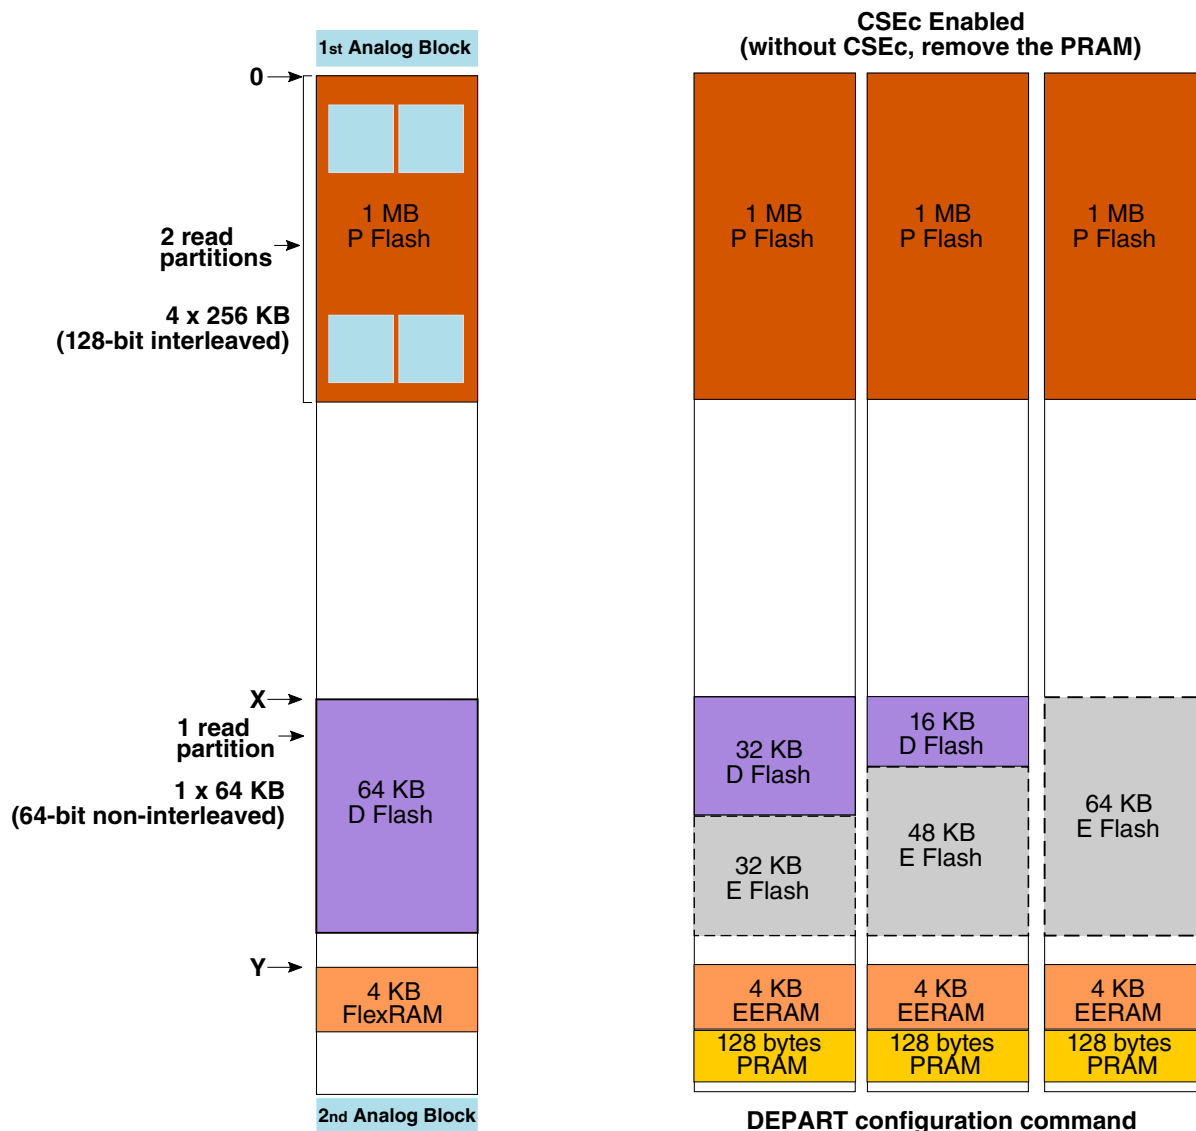 1st Analog Block
0
1 MB
P Flash
2 read
partitions
4 x 256 KB
(128-bit interleaved)
X
1 read
partition
1 x 64 KB
(64-bit non-interleaved)
64 KB
D Flash
Y
4 KB
FlexRAM
2nd Analog Block
CSEc Enabled
(without CSEc, remove the PRAM)
1 MB
P Flash
1 MB
P Flash
1 MB
P Flash
32 KB
D Flash
16 KB
D Flash
32 KB
E Flash
48 KB
E Flash
64 KB
E Flash
4 KB
EERAM
4 KB
EERAM
4 KB
EERAM
128 bytes
PRAM
128 bytes
PRAM
128 bytes
PRAM
DEPART configuration command